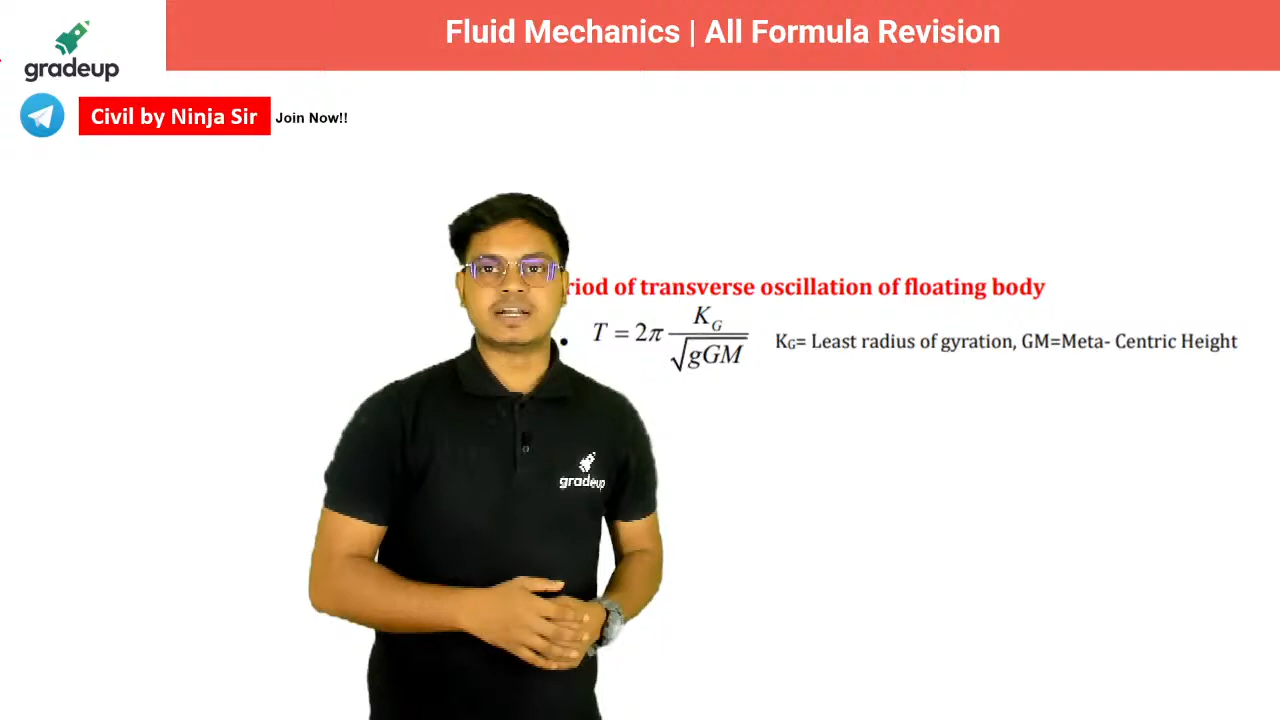 Fluid Mechanics | All Formula Revision
gradeup
Civil by Ninja Sir Join Now!!
of transverse oscillation of floating body
• T = 2π K_G / √gGM K_G= Least radius of gyration, GM=Meta- Centric Height
gradeup